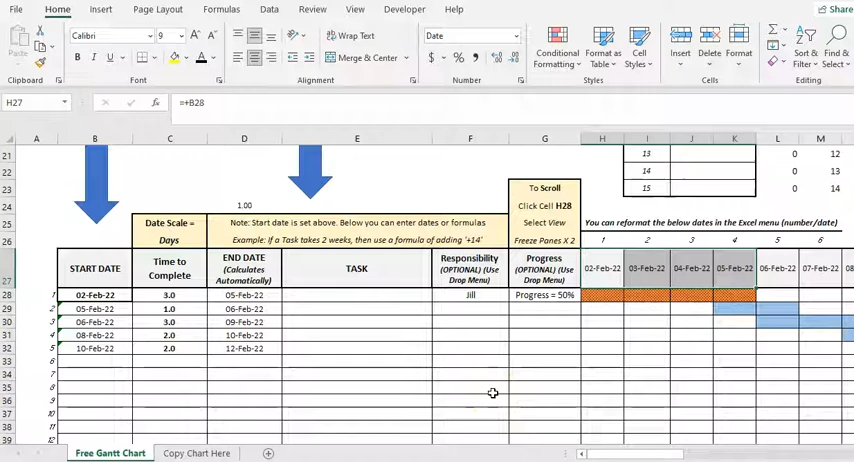 File Home Insert Page Layout Formulas Data Review View Developer Help Share
Calibri 9 Wrap Text Date
Paste B I U Merge & Center $ % Conditional Formatting Format as Table Cell Styles Insert Delete Format Sort & Filter Find & Select
Clipboard Font Alignment Number Styles Cells Editing
H27 fx =+B28
A B C D E F G H I J K L M
21 13 0 12
22 14 0 13
23 To Scroll 15 0 14
24 1.00 Click Cell H28
25 Date Scale = Note: Start date is set above. Below you can enter dates or formulas Select View You can reformat the below dates in the Excel menu (number/date)
26 Days Example: If a Task takes 2 weeks, then use a formula of adding '+14' Freeze Panes X 2 1 2 3 4 5 6
27 START DATE Time to Complete END DATE (Calculates Automatically) TASK Responsibility (OPTIONAL) (Use Drop Menu) Progress (OPTIONAL) (Use Drop Menu) 02-Feb-22 03-Feb-22 04-Feb-22 05-Feb-22 06-Feb-22 07-Feb-22 08
28 1 02-Feb-22 3.0 05-Feb-22 Jill Progress = 50%
29 2 05-Feb-22 1.0 06-Feb-22
30 3 06-Feb-22 3.0 09-Feb-22
31 4 08-Feb-22 2.0 10-Feb-22
32 5 10-Feb-22 2.0 12-Feb-22
33 6
34 7
35 8
36 9
37 10
38 11
39 12
Free Gantt Chart Copy Chart Here